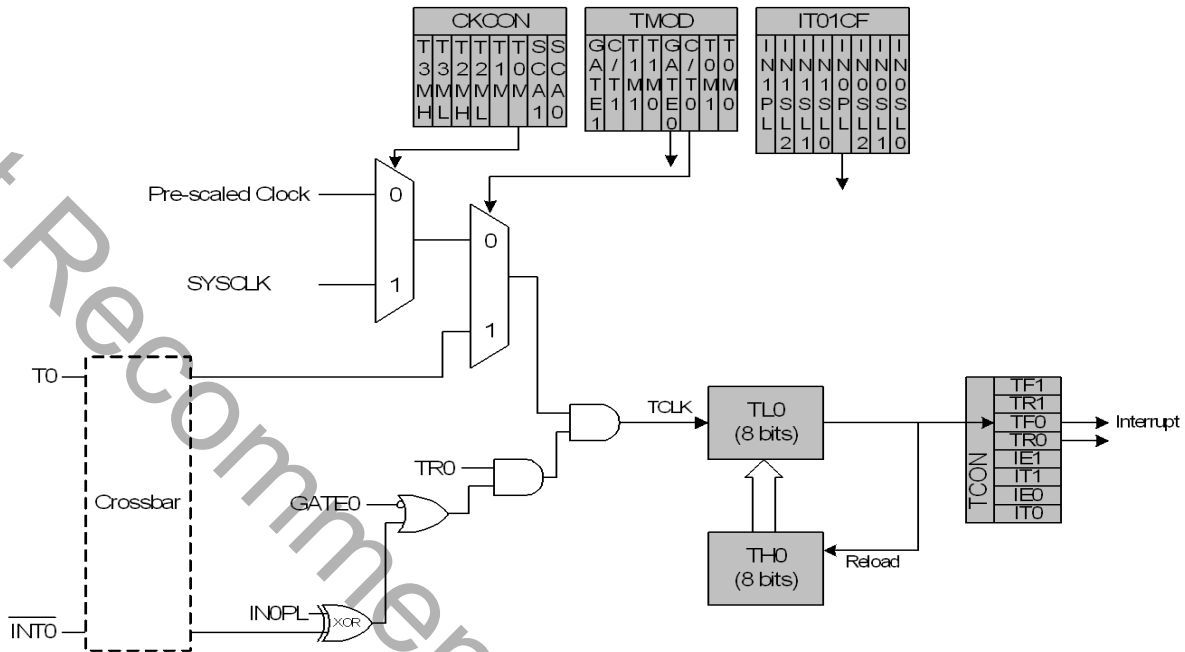 CKCON
T3MH
T3ML
T2MH
T2ML
T1M
T0M
SCA1
SCA0
TMOD
GATE1
C/T1
T1M1
T1M0
GATE0
C/T0
T0M1
T0M0
IT01CF
IN1PL
IN1SL2
IN1SL1
IN1SL0
IN0PL
IN0SL2
IN0SL1
IN0SL0
Pre-scaled Clock
0
SYSCLK
1
0
1
T0
Crossbar
INT0
GATE0
TR0
IN0PL
XOR
TCLK
TL0
(8 bits)
TH0
(8 bits)
Reload
TCON
TF1
TR1
TF0
TR0
IE1
IT1
IE0
IT0
Interrupt